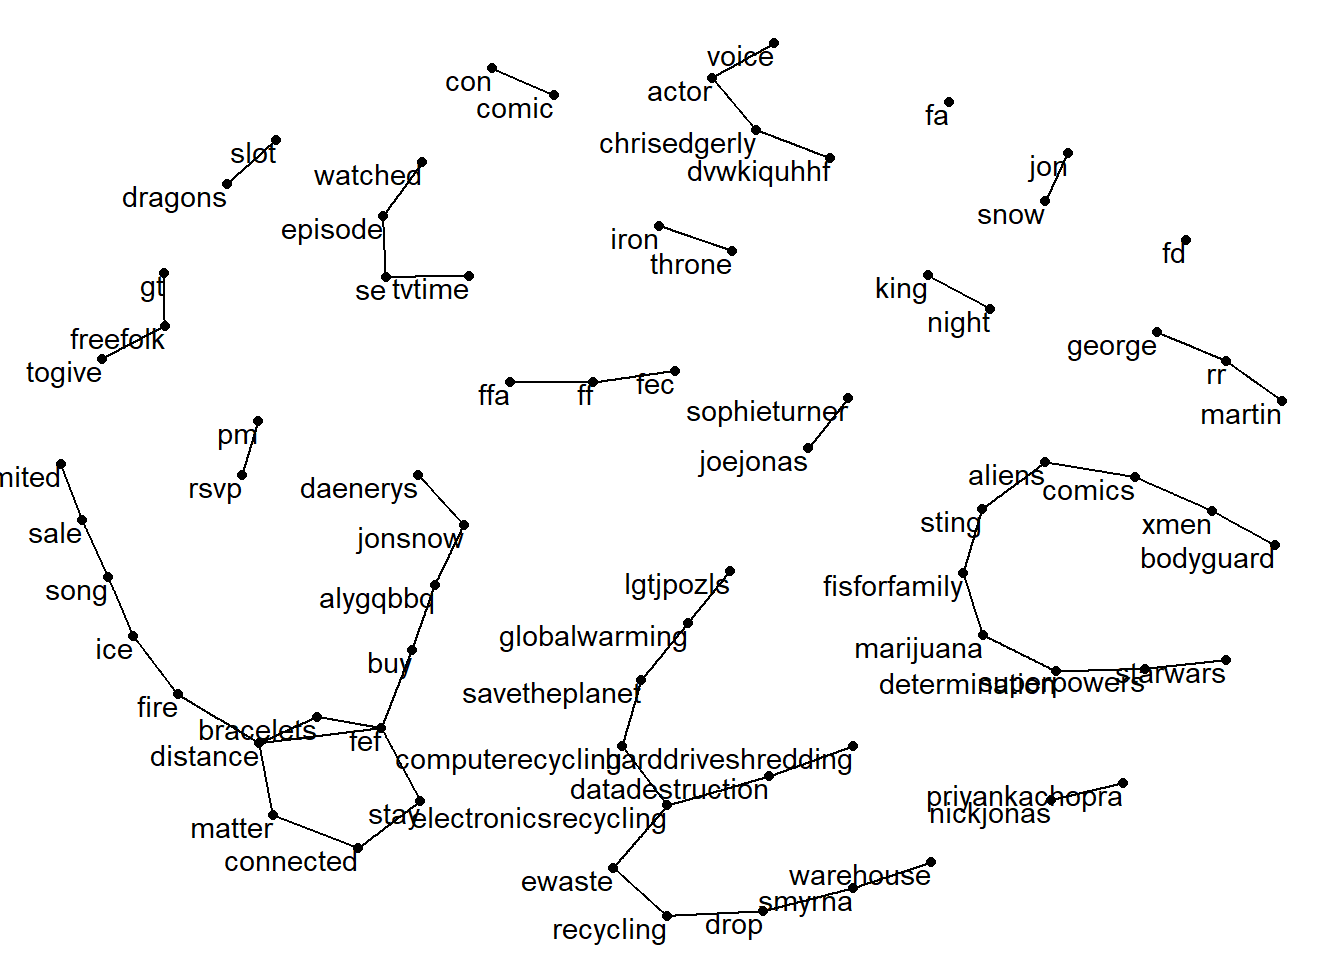 voice
con
actor
comic
fa
chrisedgerly
slot
dvwkiquhhf
jon
watched
dragons
snow
episode
iron
throne
fd
gt
se
tvtime
king
night
freefolk
george
togive
rr
ffa
ff
fec
sophieturner
martin
pm
joejonas
mited
rsvp
daenerys
aliens
comics
sale
sting
xmen
jonsnow
bodyguard
song
alygqbbq
lgtjpozls
fisforfamily
ice
globalwarming
marijuana
buy
savetheplanet
determination
superpowers
starwars
fire
bracelets
fef
distance
computerecycling
harddriveshredding
datadestruction
priyankachopra
nickjonas
stay
electronicsrecycling
matter
connected
ewaste
warehouse
smyrna
recycling
drop